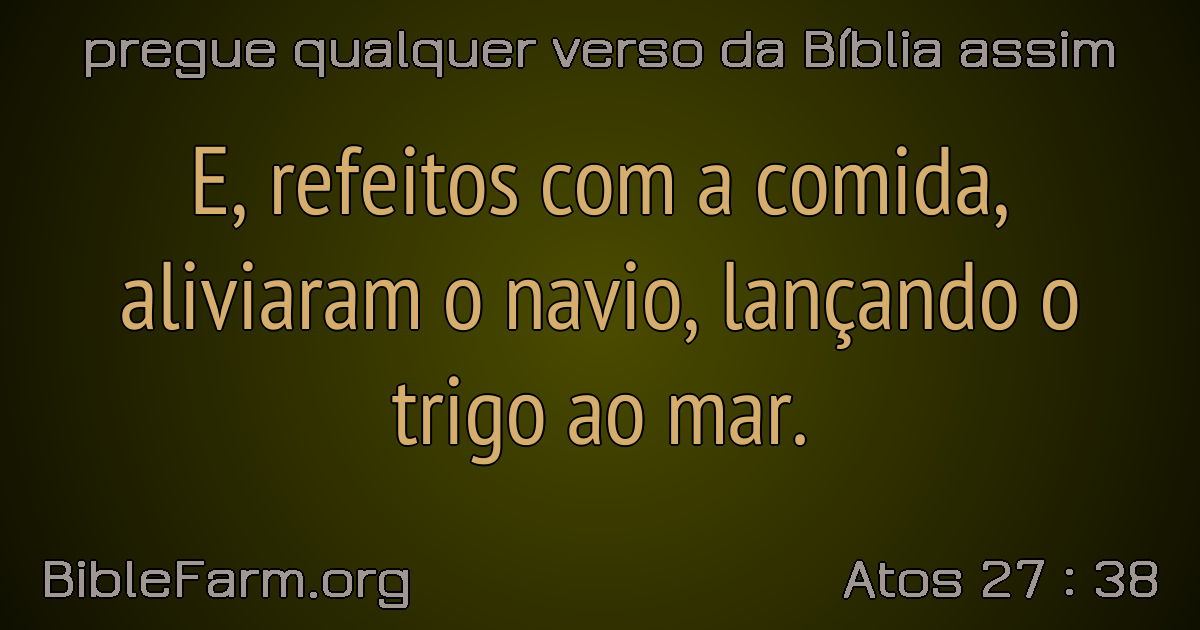 pregue qualquer verso da Bíblia assim
E, refeitos com a comida,
aliviaram o navio, lançando o
trigo ao mar.
BibleFarm.org
Atos 27 : 38